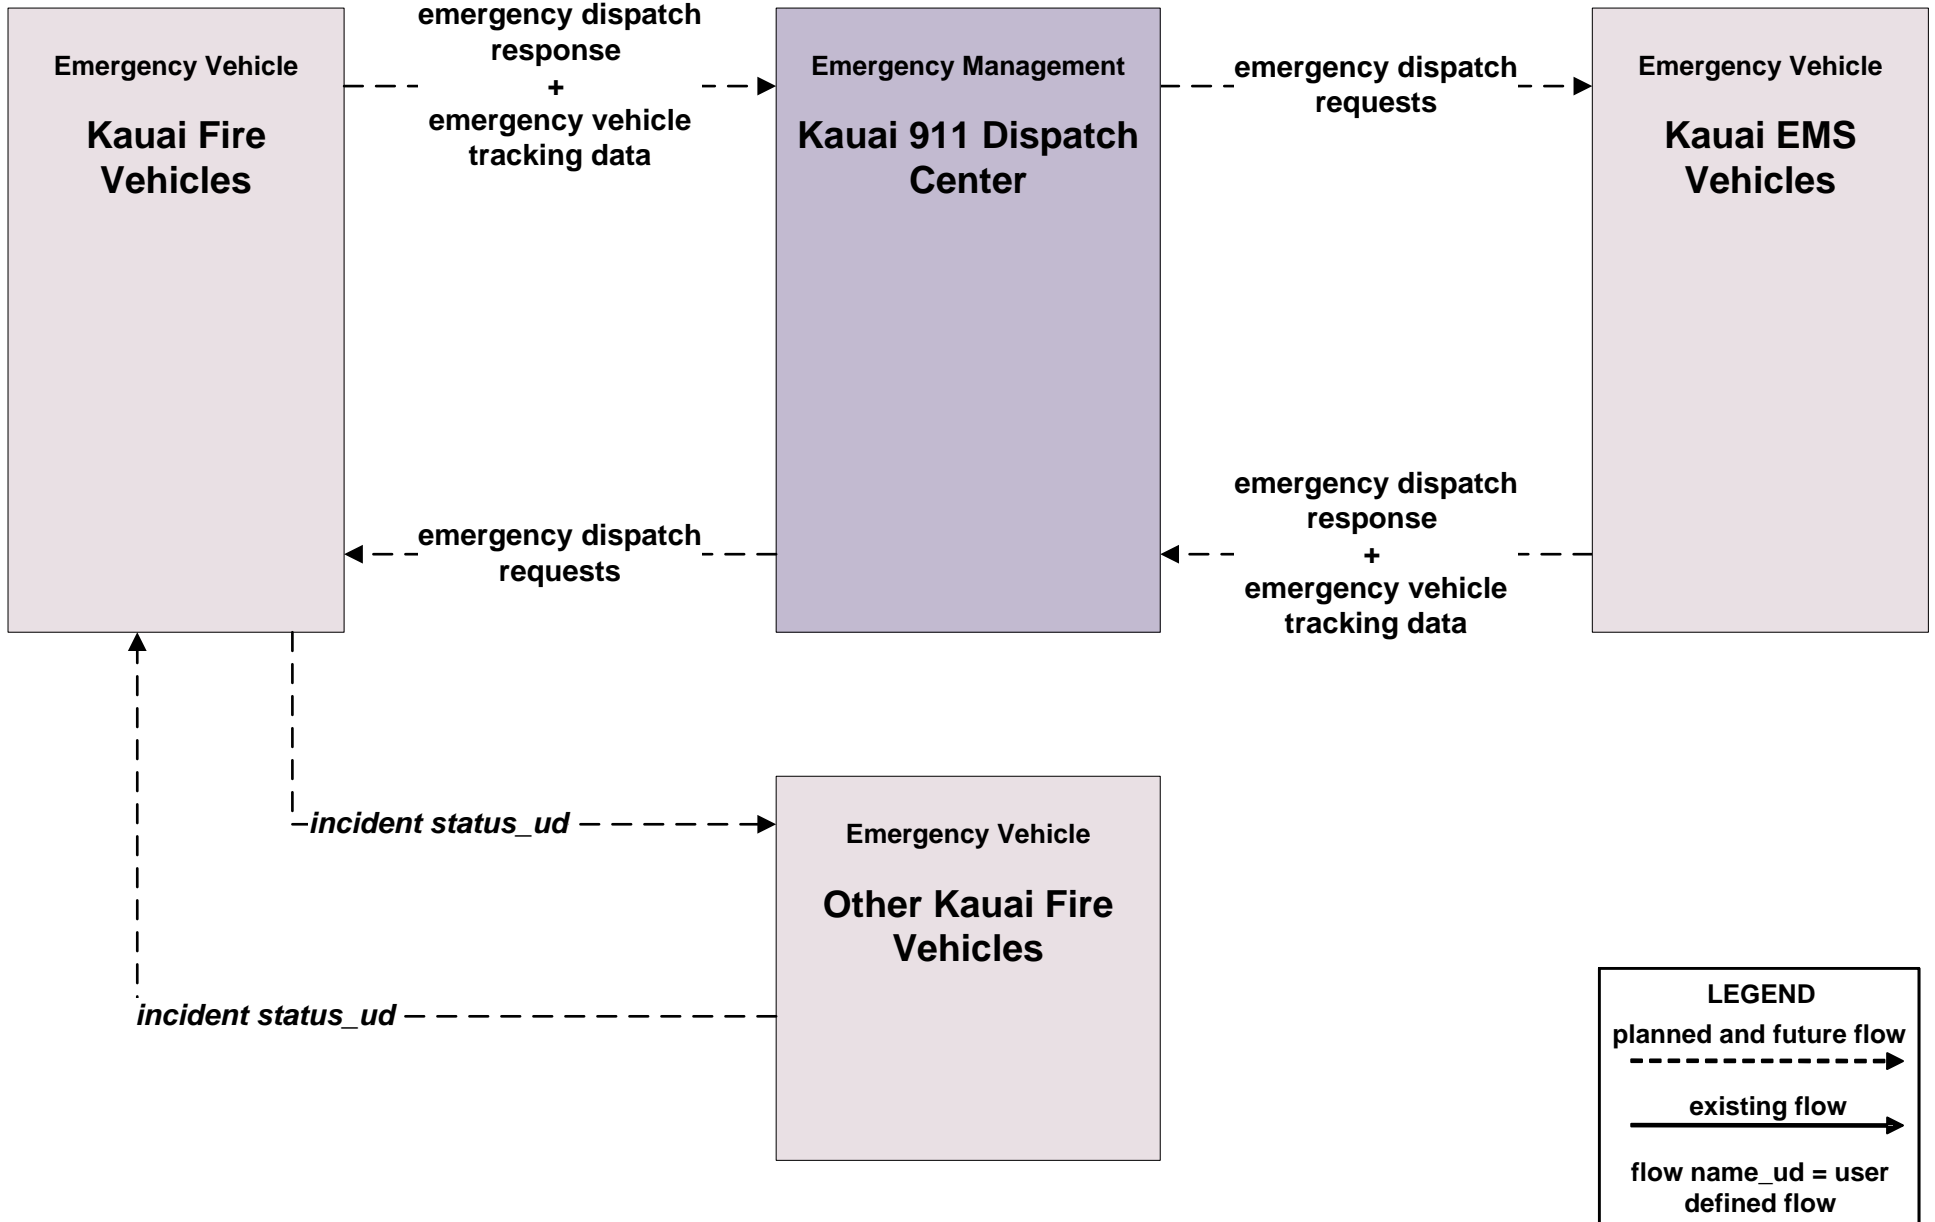 Emergency Vehicle
Kauai Fire
Vehicles
emergency dispatch
response
+
emergency vehicle
tracking data
Emergency Management
Kauai 911 Dispatch
Center
emergency dispatch
requests
Emergency Vehicle
Kauai EMS
Vehicles
emergency dispatch
requests
emergency dispatch
response
+
emergency vehicle
tracking data
incident status_ud
Emergency Vehicle
Other Kauai Fire
Vehicles
incident status_ud
LEGEND
planned and future flow
existing flow
flow name_ud = user
defined flow